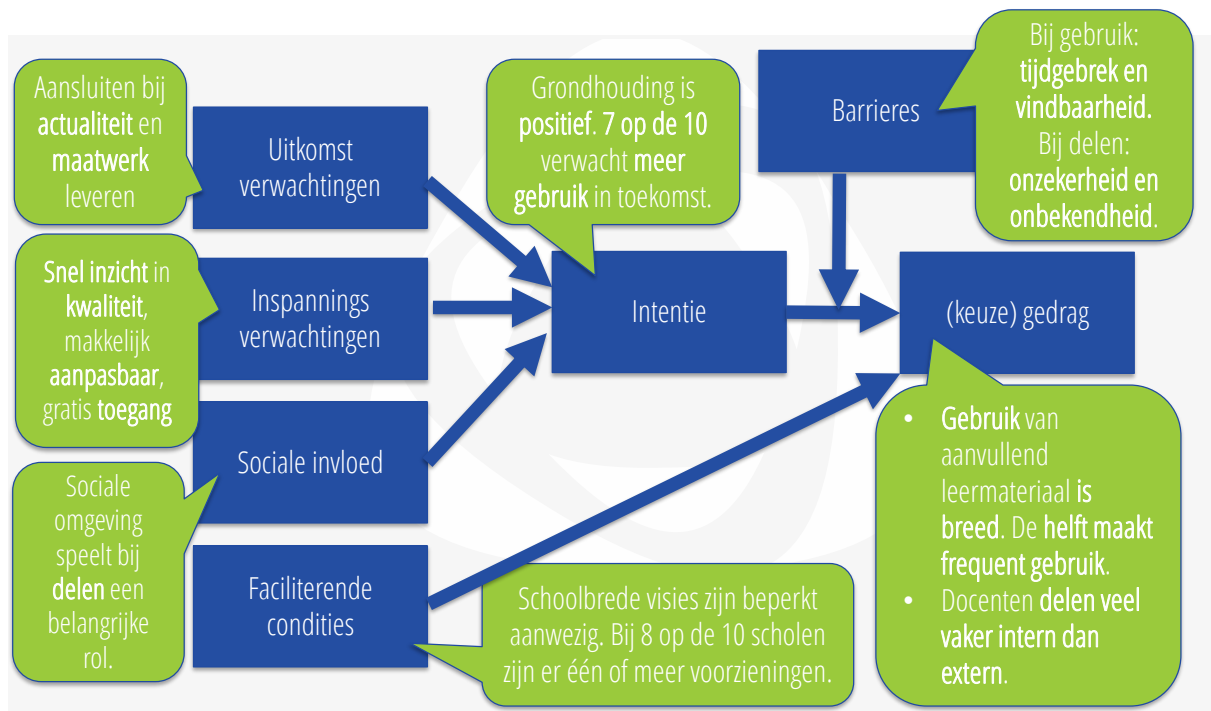 Aansluiten bij
actualiteit en
maatwerk
leveren
Uitkomst
verwachtingen
Grondhouding is
positief. 7 op de 10
verwacht meer
gebruik in toekomst.
Barrieres
Bij gebruik:
tijdgebrek en
vindbaarheid.
Bij delen:
onzekerheid en
onbekendheid.
Snel inzicht in
kwaliteit,
makkelijk
aanpasbaar,
gratis toegang
Inspannings
verwachtingen
Intentie
(keuze) gedrag
Sociale invloed
Sociale
omgeving
speelt bij
delen een
belangrijke
rol.
Faciliterende
condities
Schoolbrede visies zijn beperkt
aanwezig. Bij 8 op de 10 scholen
zijn er één of meer voorzieningen.
• Gebruik van
aanvullend
leermateriaal is
breed. De helft maakt
frequent gebruik.
• Docenten delen veel
vaker intern dan
extern.